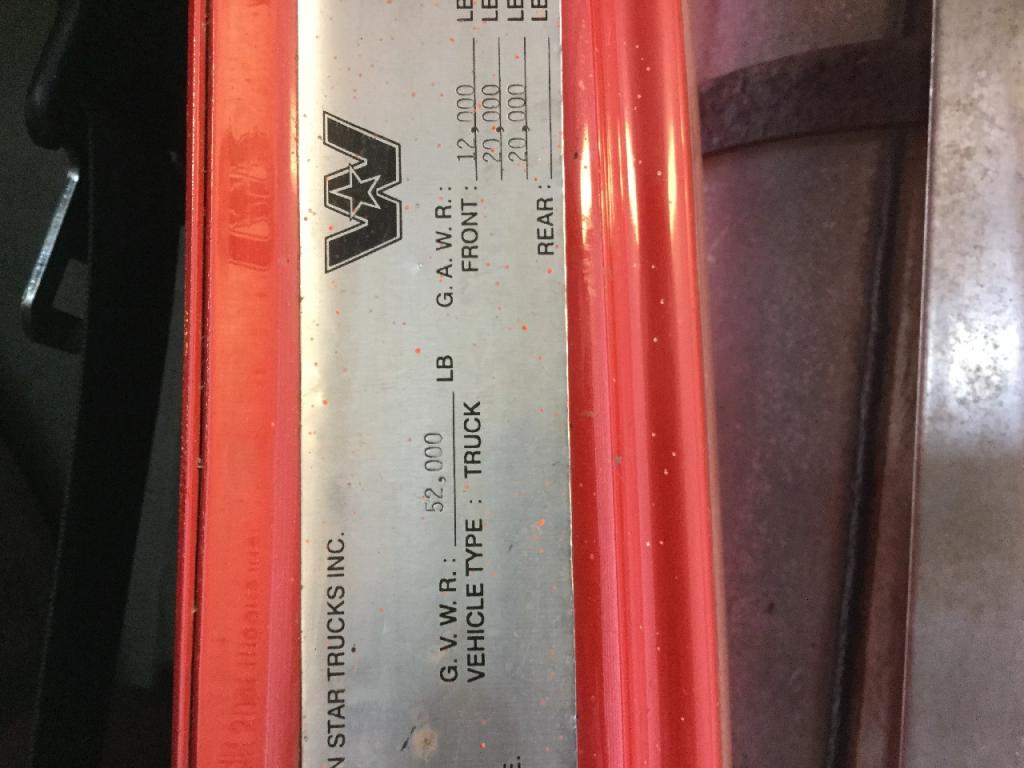 N STAR TRUCKS INC.
G. V. W. R. : 52,000 LB G. A. W. R. :
VEHICLE TYPE : TRUCK FRONT : 12,000 LB
20,000 LB
20,000 LB
REAR : LB
E.